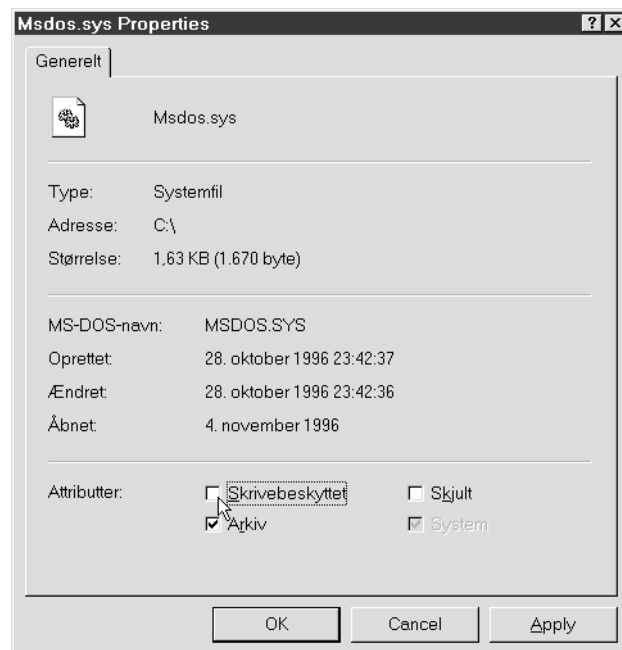 Msdos.sys Properties
Generelt
Msdos.sys
Type: Systemfil
Adresse: C:\
Størrelse: 1,63 KB (1.670 byte)
MS-DOS-navn: MSDOS.SYS
Oprettet: 28. oktober 1996 23:42:37
Ændret: 28. oktober 1996 23:42:36
Åbnet: 4. november 1996
Attributter: Skrivebeskyttet Skjult
Arkiv System
OK Cancel Apply